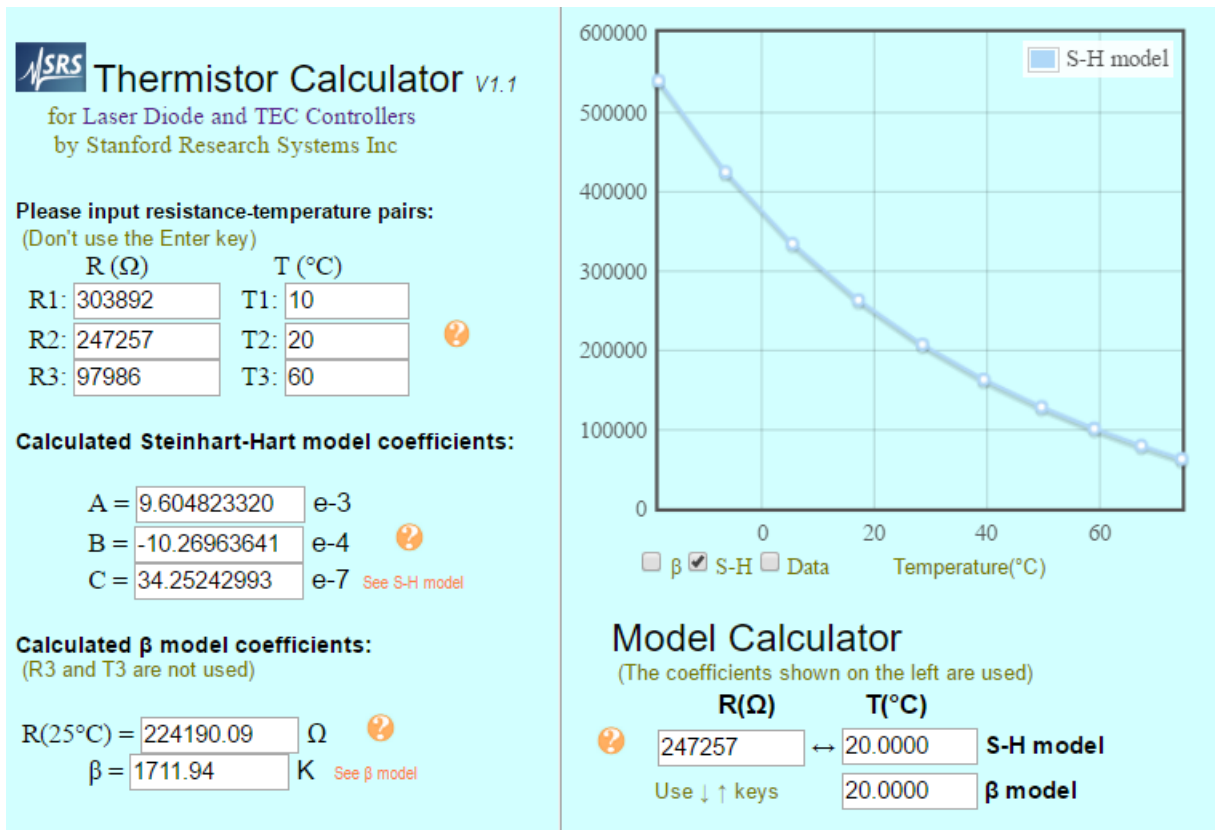 SRS Thermistor Calculator V1.1
for Laser Diode and TEC Controllers
by Stanford Research Systems Inc
Please input resistance-temperature pairs:
(Don't use the Enter key)
R (Ω) T (°C)
R1: 303892 T1: 10
R2: 247257 T2: 20 ?
R3: 97986 T3: 60
Calculated Steinhart-Hart model coefficients:
A = 9.604823320 e-3
B = -10.26963641 e-4 ?
C = 34.25242993 e-7 See S-H model
Calculated β model coefficients:
(R3 and T3 are not used)
R(25°C) = 224190.09 Ω ?
β = 1711.94 K See β model
600000
500000
400000
300000
200000
100000
0
S-H model
0 20 40 60
β S-H Data Temperature(°C)
Model Calculator
(The coefficients shown on the left are used)
R(Ω) T(°C)
? 247257 ↔ 20.0000 S-H model
Use ↓ ↑ keys 20.0000 β model